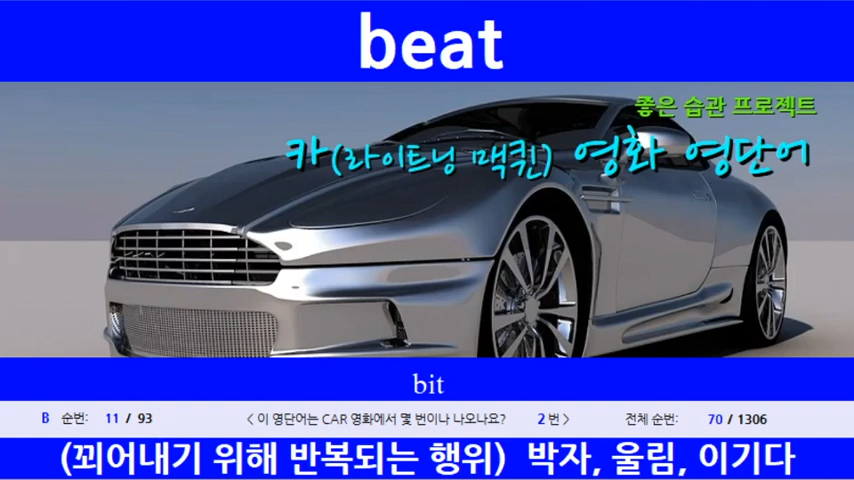 beat
좋은 습관 프로젝트
카(라이트닝 맥퀸) 영화 영단어
bit
B 순번: 11 / 93 < 이 영단어는 CAR 영화에서 몇 번이나 나오나요? 2 번 > 전체 순번: 70 / 1306
(꾀어내기 위해 반복되는 행위) 박자, 울림, 이기다